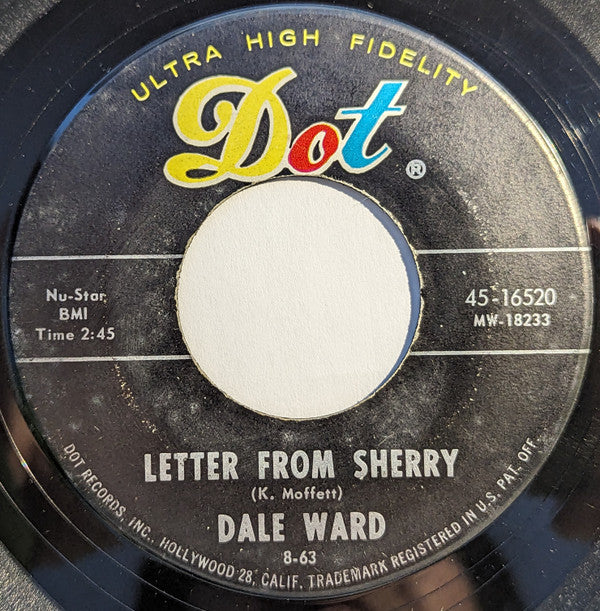 ULTRA HIGH FIDELITY
Dot®
Nu-Star
BMI
Time 2:45
45-16520
MW-18233
LETTER FROM SHERRY
(K. Moffett)
DALE WARD
8-63
DOT RECORDS, INC. HOLLYWOOD 28, CALIF. TRADEMARK REGISTERED IN U.S. PAT. OFF.